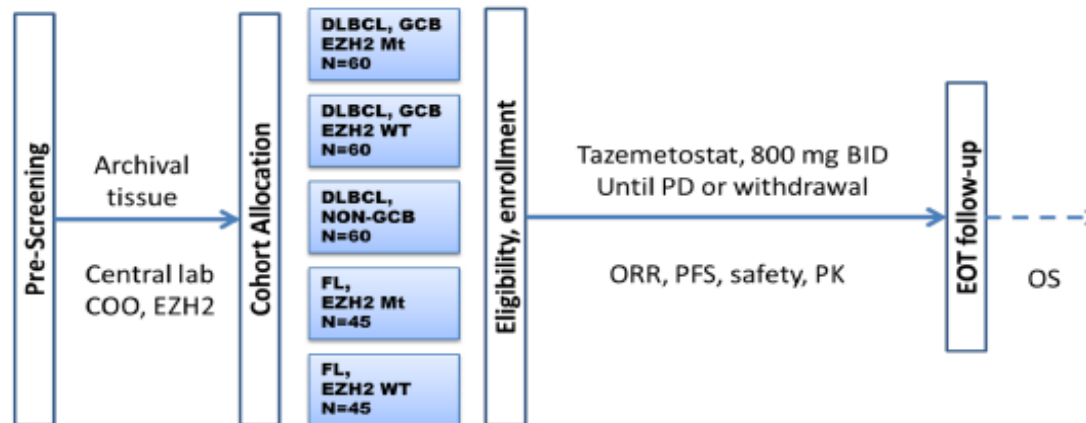 Pre-Screening
Archival
tissue
Central lab
COO, EZH2
Cohort Allocation
DLBCL, GCB
EZH2 Mt
N=60
DLBCL, GCB
EZH2 WT
N=60
DLBCL,
NON-GCB
N=60
FL,
EZH2 Mt
N=45
FL,
EZH2 WT
N=45
Eligibility, enrollment
Tazemetostat, 800 mg BID
Until PD or withdrawal
ORR, PFS, safety, PK
EOT follow-up
OS